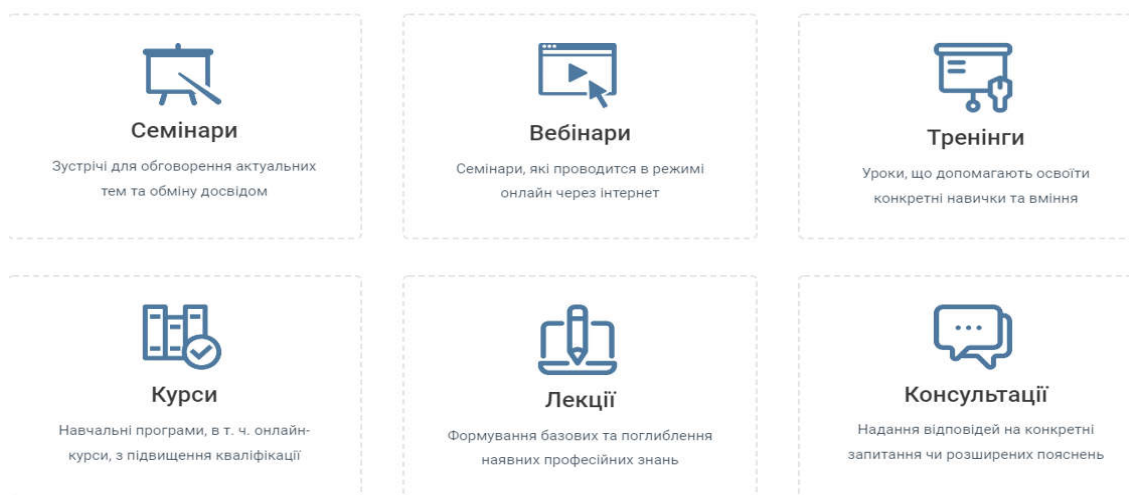 Семінари
Зустрічі для обговорення актуальних
тем та обміну досвідом
Вебінари
Семінари, які проводится в режимі
онлайн через інтернет
Тренінги
Уроки, що допомагають освоїти
конкретні навички та вміння
Курси
Навчальні програми, в т. ч. онлайн-
курси, з підвищення кваліфікації
Лекції
Формування базових та поглиблення
наявних професійних знань
Консультації
Надання відповідей на конкретні
запитання чи розширених пояснень